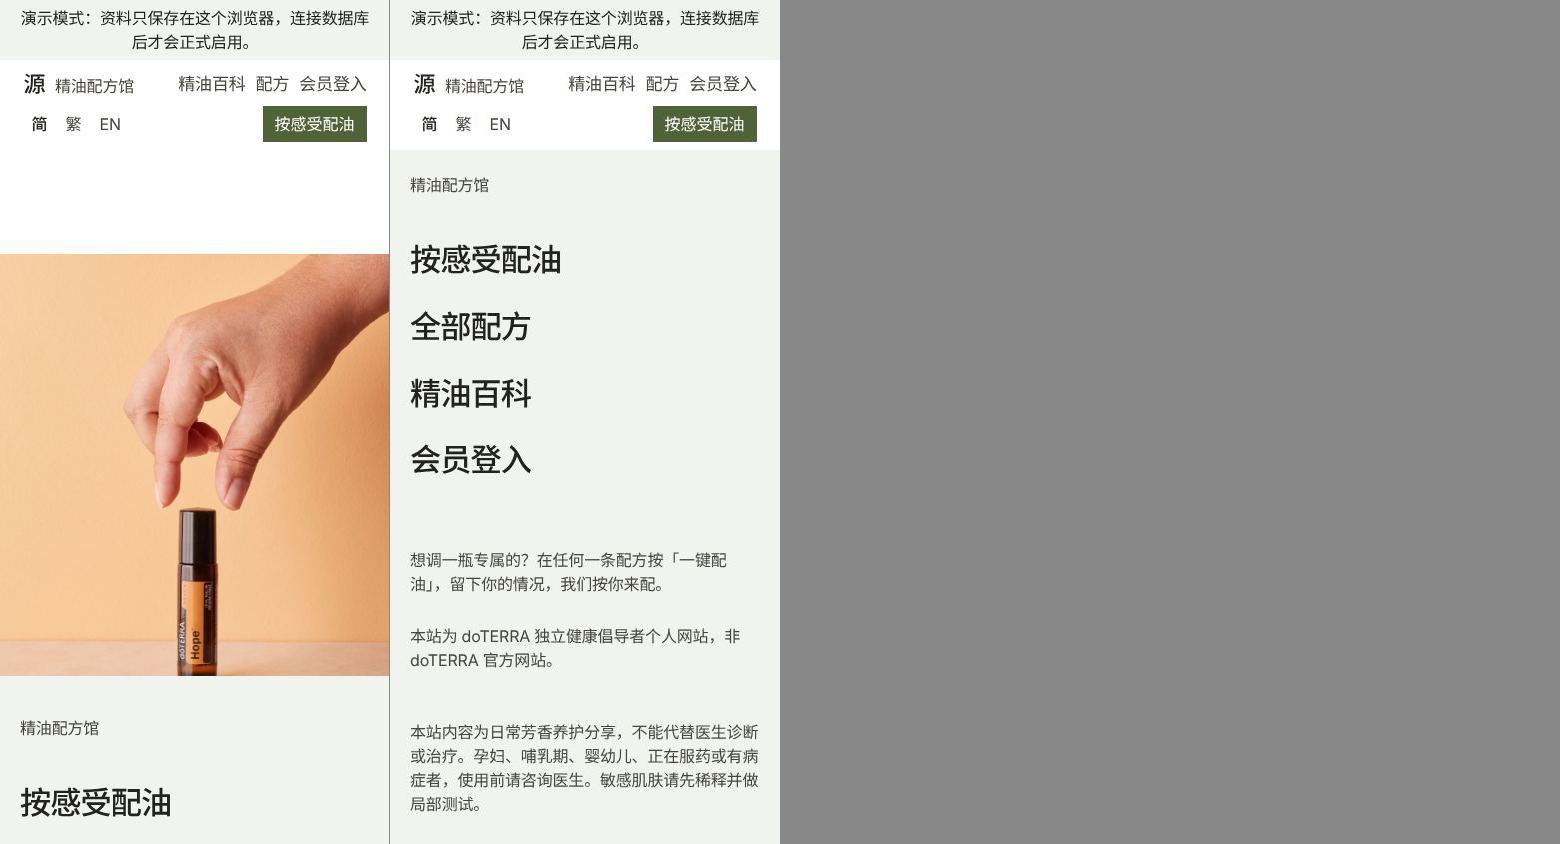 演示模式：资料只保存在这个浏览器，连接数据库
后才会正式启用。
源 精油配方馆 精油百科 配方 会员登入
简 繁 EN 按感受配油
doTERRA
Hope
精油配方馆
按感受配油
演示模式：资料只保存在这个浏览器，连接数据库
后才会正式启用。
源 精油配方馆 精油百科 配方 会员登入
简 繁 EN 按感受配油
精油配方馆
按感受配油
全部配方
精油百科
会员登入
想调一瓶专属的？在任何一条配方按「一键配
油」，留下你的情况，我们按你来配。
本站为 doTERRA 独立健康倡导者个人网站，非
doTERRA 官方网站。
本站内容为日常芳香养护分享，不能代替医生诊断
或治疗。孕妇、哺乳期、婴幼儿、正在服药或有病
症者，使用前请咨询医生。敏感肌肤请先稀释并做
局部测试。